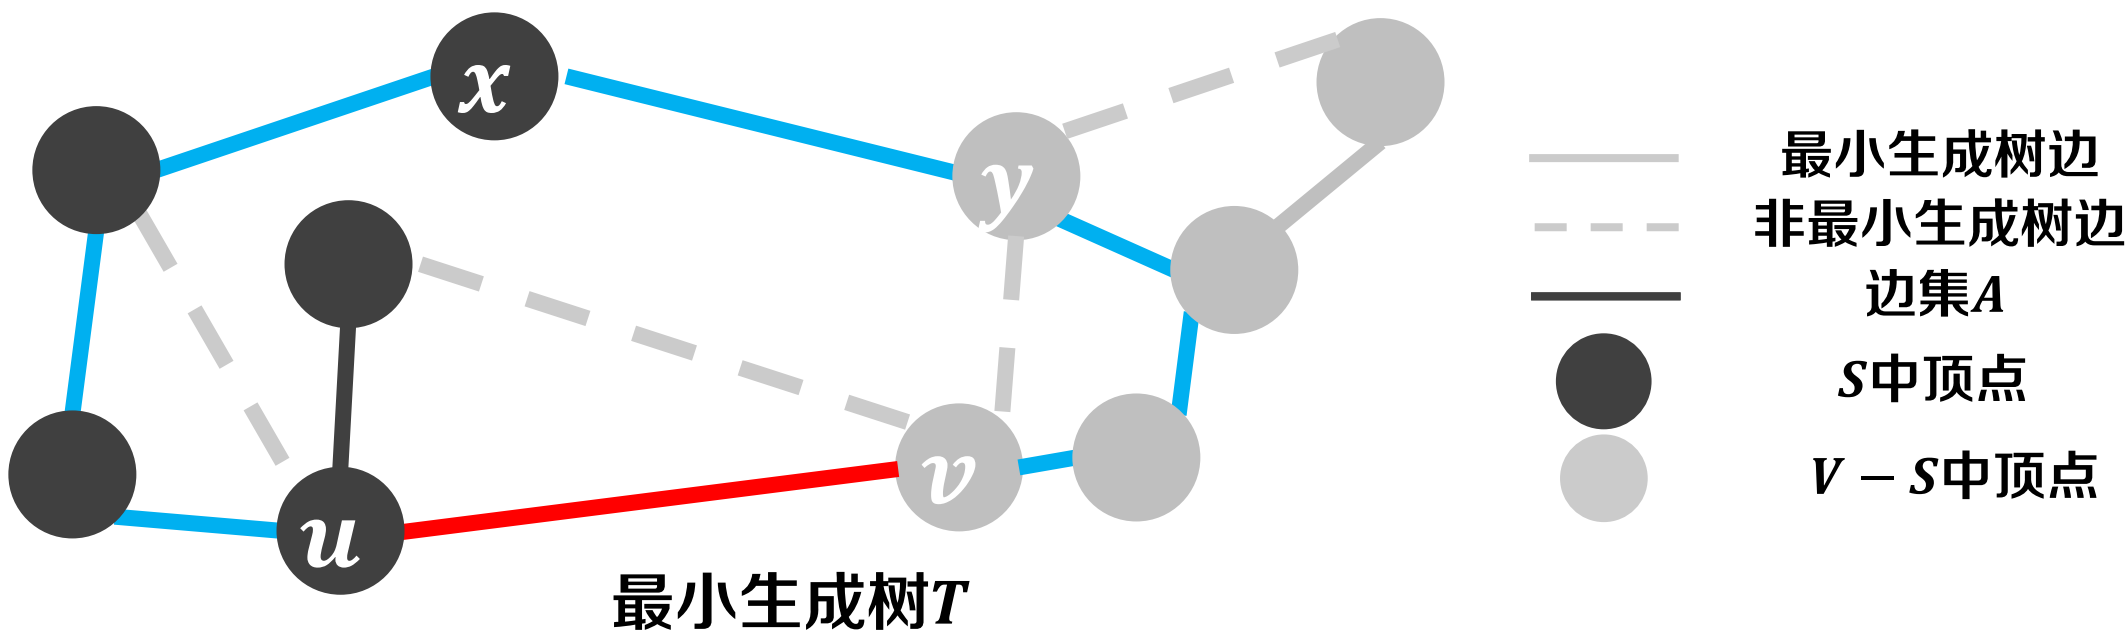 x
y
u
v
最小生成树T
最小生成树边
非最小生成树边
边集A
S中顶点
V − S中顶点